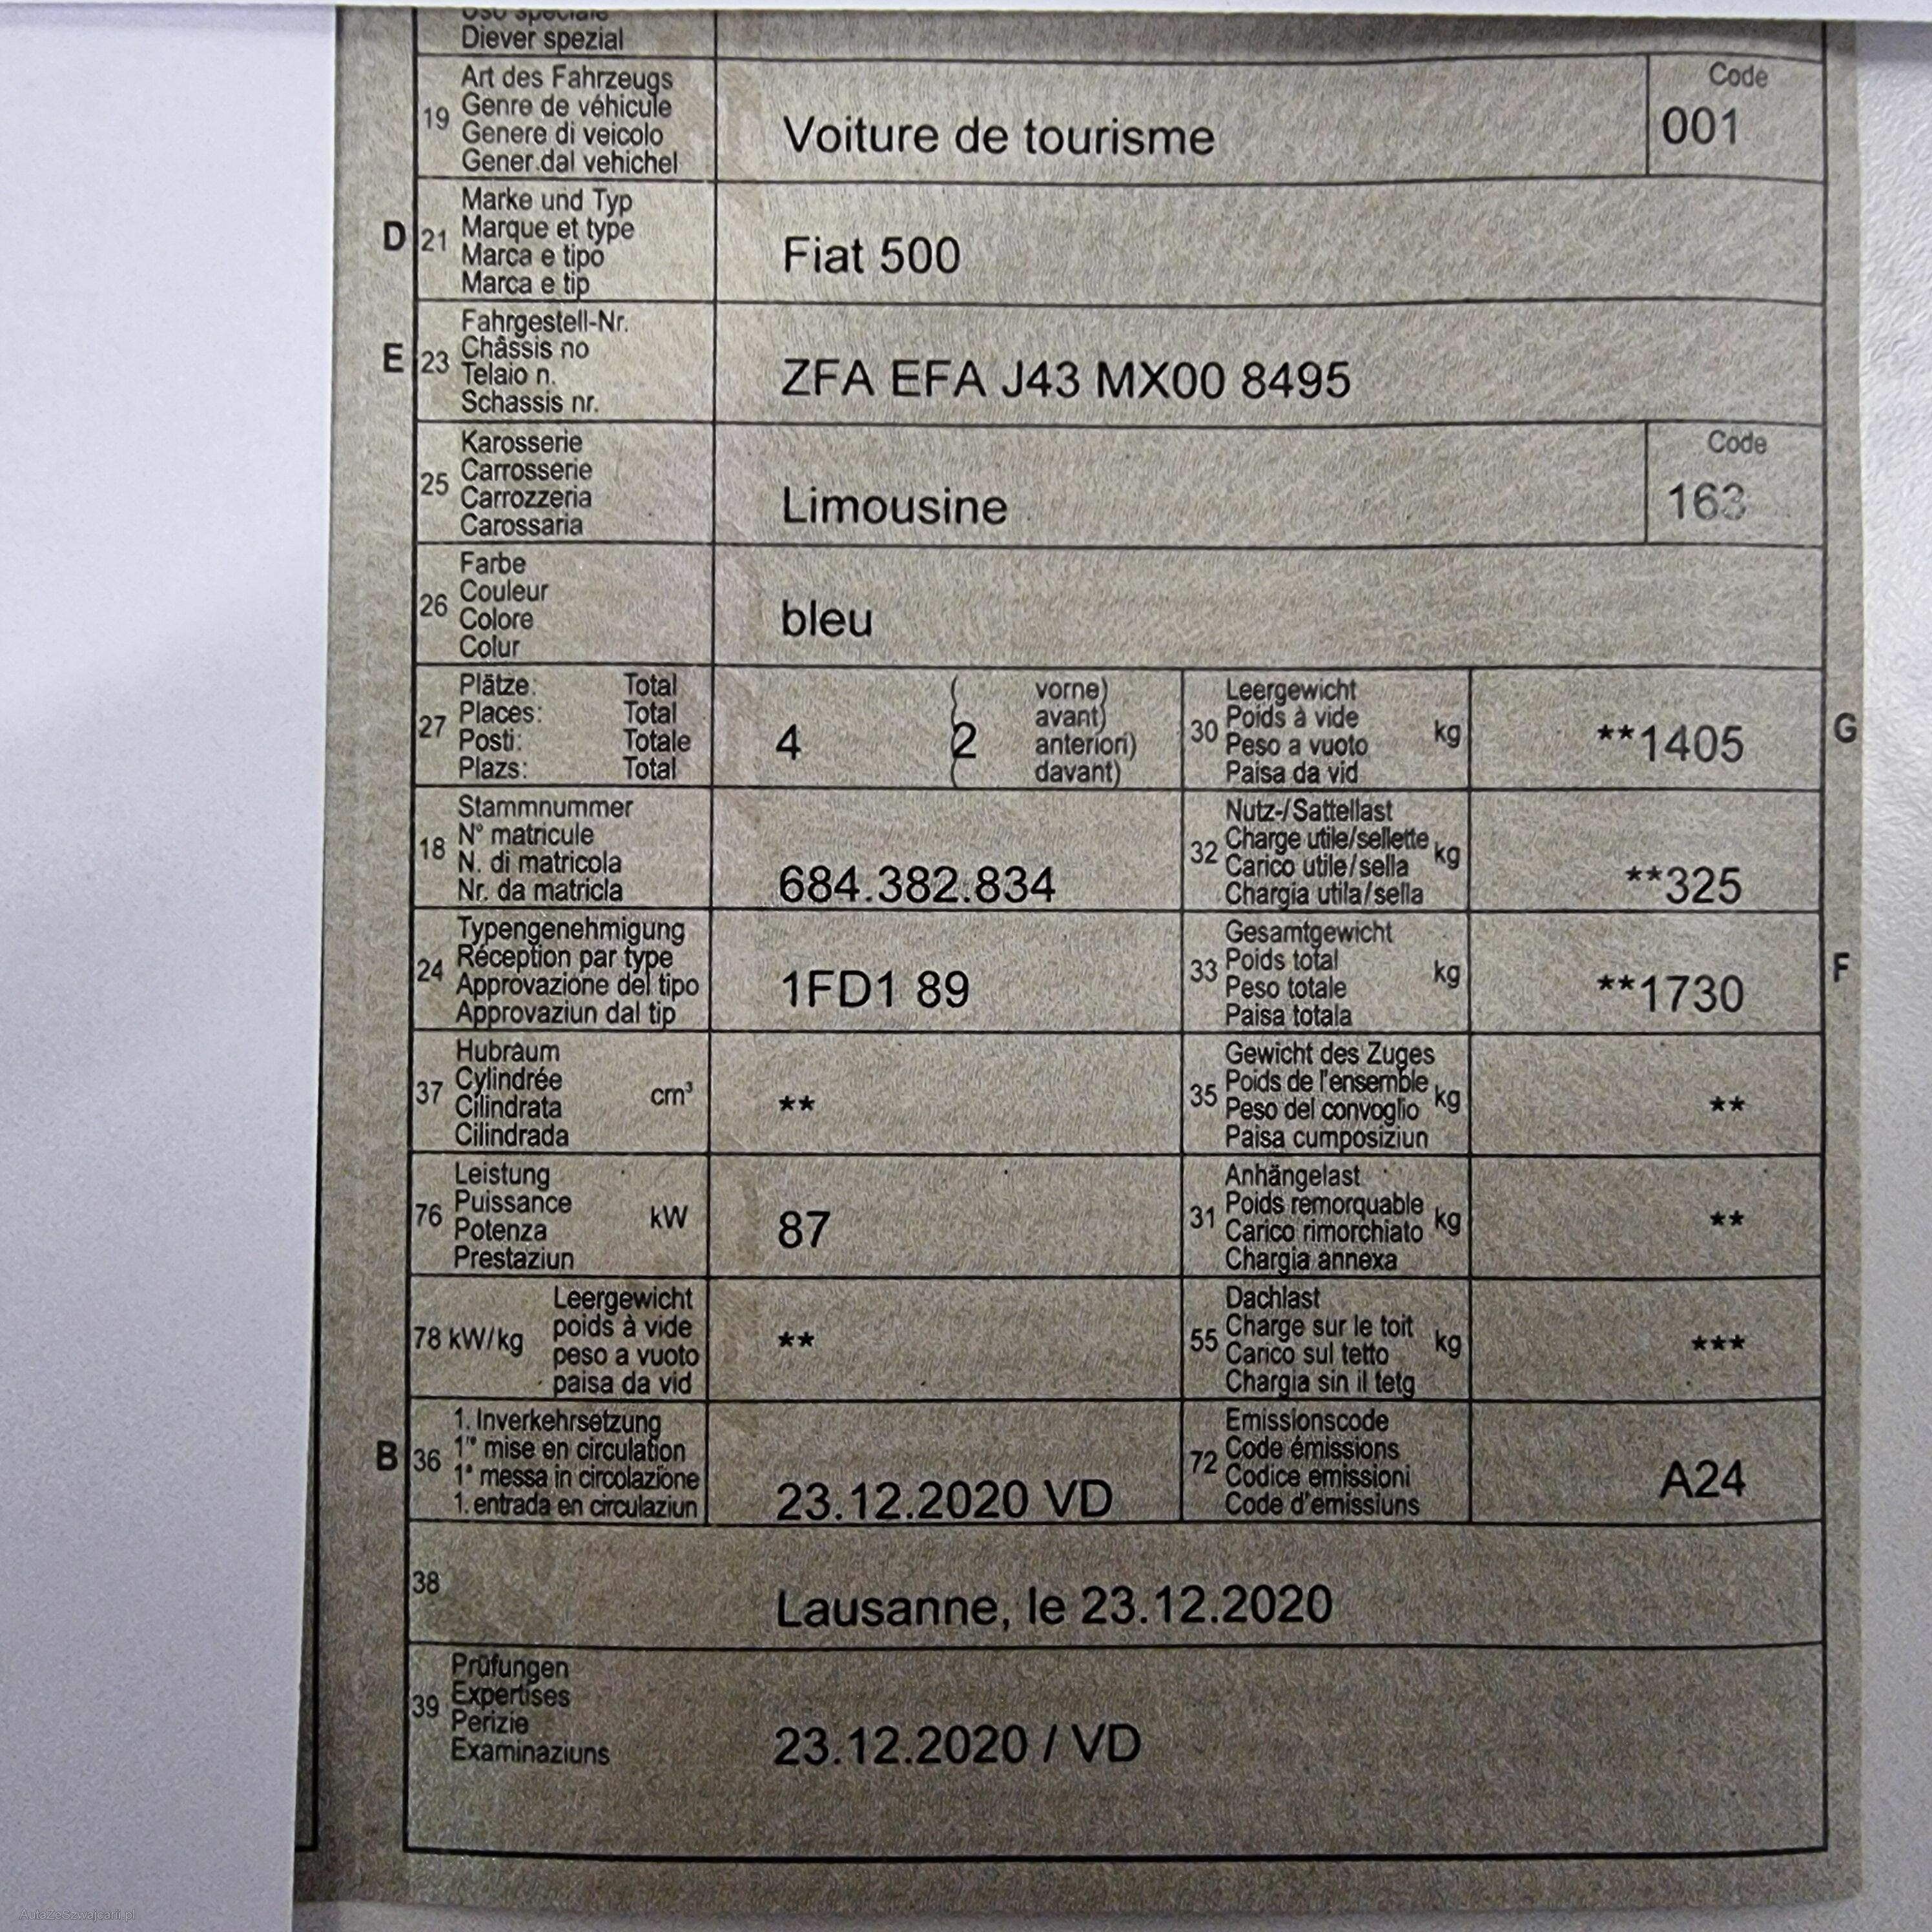 Uso speciale
Diever spezial
19 Art des Fahrzeugs
Genre de véhicule
Genere di veicolo
Gener dal vehichel
Voiture de tourisme
Code
001
D 21 Marke und Typ
Marque et type
Marca e tipo
Marca e tip
Fiat 500
E 23 Fahrgestell-Nr.
Châssis no
Telaio n.
Schassis nr.
ZFA EFA J43 MX00 8495
25 Karosserie
Carrosserie
Carrozzeria
Carossaria
Limousine
Code
163
26 Farbe
Couleur
Colore
Colur
bleu
27 Plätze: Total
Places: Total
Posti: Totale
Plazs: Total
4 ( 2 vorne)
( avant)
( anteriori)
( davant)
30 Leergewicht
Poids à vide
Peso a vuoto
Paisa da vid
kg
**1405 G
18 Stammnummer
N° matricule
N. di matricola
Nr. da matricla
684.382.834
32 Nutz-/Sattellast
Charge utile/sellette
Carico utile/sella
Chargia utila/sella
kg
**325
24 Typengenehmigung
Réception par type
Approvazione del tipo
Approvaziun dal tip
1FD1 89
33 Gesamtgewicht
Poids total
Peso totale
Paisa totala
kg
**1730 F
37 Hubraum
Cylindrée
Cilindrata
Cilindrada
cm³
**
35 Gewicht des Zuges
Poids de l'ensemble
Peso del convoglio
Paisa cumposiziun
kg
**
76 Leistung
Puissance
Potenza
Prestaziun
kW
87
31 Anhängelast
Poids remorquable
Carico rimorchiato
Chargia annexa
kg
**
78 kW/kg Leergewicht
poids à vide
peso a vuoto
paisa da vid
**
55 Dachlast
Charge sur le toit
Carico sul tetto
Chargia sin il tetg
kg
***
B 36 1. Inverkehrsetzung
1re mise en circulation
1a messa in circolazione
1. entrada en circulaziun
23.12.2020 VD
72 Emissionscode
Code émissions
Codice emissioni
Code d'emissiuns
A24
38 Lausanne, le 23.12.2020
39 Prüfungen
Expertises
Perizie
Examinaziuns
23.12.2020 / VD
AutaZeSzwajcarii.pl